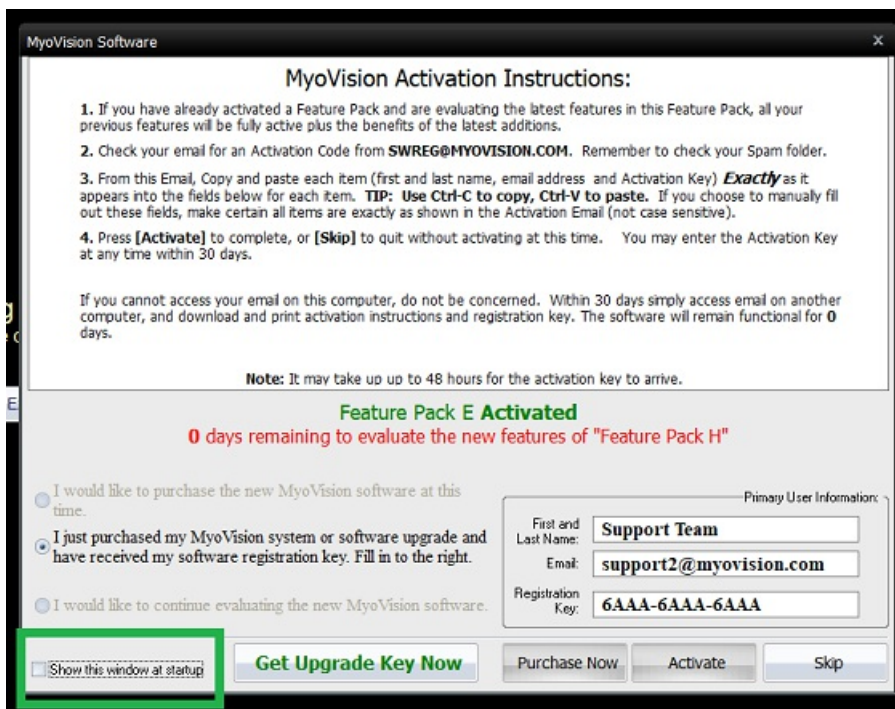 MyoVision Software x
MyoVision Activation Instructions:
1. If you have already activated a Feature Pack and are evaluating the latest features in this Feature Pack, all your
previous features will be fully active plus the benefits of the latest additions.
2. Check your email for an Activation Code from SWREG@MYOVISION.COM. Remember to check your Spam folder.
3. From this Email, Copy and paste each item (first and last name, email address and Activation Key) Exactly as it
appears into the fields below for each item. TIP: Use Ctrl-C to copy, Ctrl-V to paste. If you choose to manually fill
out these fields, make certain all items are exactly as shown in the Activation Email (not case sensitive).
4. Press [Activate] to complete, or [Skip] to quit without activating at this time. You may enter the Activation Key
at any time within 30 days.
If you cannot access your email on this computer, do not be concerned. Within 30 days simply access email on another
computer, and download and print activation instructions and registration key. The software will remain functional for 0
days.
Note: It may take up up to 48 hours for the activation key to arrive.
Feature Pack E Activated
0 days remaining to evaluate the new features of "Feature Pack H"
I would like to purchase the new MyoVision software at this
time.
I just purchased my MyoVision system or software upgrade and
have received my software registration key. Fill in to the right.
I would like to continue evaluating the new MyoVision software.
Primary User Information:
First and
Last Name: Support Team
Email: support2@myovision.com
Registration
Key: 6AAA-6AAA-6AAA
Show this window at startup
Get Upgrade Key Now
Purchase Now
Activate
Skip